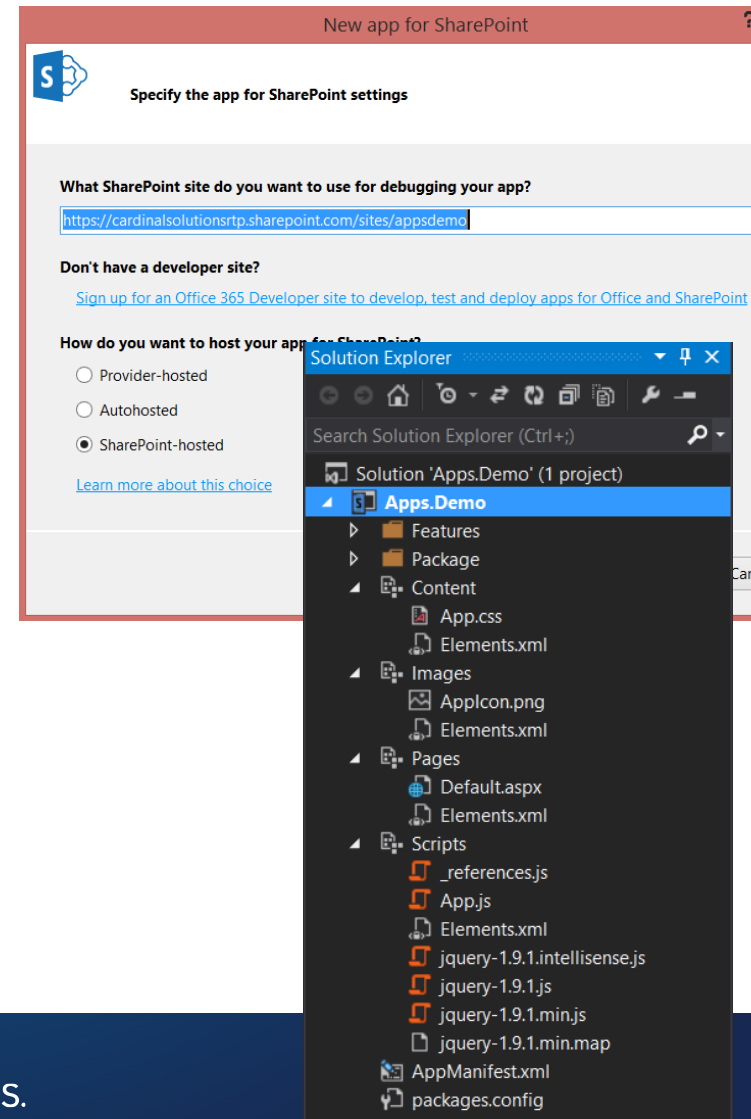 New app for SharePoint
?
S
Specify the app for SharePoint settings
What SharePoint site do you want to use for debugging your app?
https://cardinalsolutionsrtp.sharepoint.com/sites/appsdemo
Don't have a developer site?
Sign up for an Office 365 Developer site to develop, test and deploy apps for Office and SharePoint
How do you want to host your app for SharePoint?
Provider-hosted
Autohosted
SharePoint-hosted
Learn more about this choice
Solution Explorer
Search Solution Explorer (Ctrl+;)
Solution 'Apps.Demo' (1 project)
Apps.Demo
Features
Package
Content
App.css
Elements.xml
Images
AppIcon.png
Elements.xml
Pages
Default.aspx
Elements.xml
Scripts
_references.js
App.js
Elements.xml
jquery-1.9.1.intellisense.js
jquery-1.9.1.js
jquery-1.9.1.min.js
jquery-1.9.1.min.map
AppManifest.xml
packages.config
s.